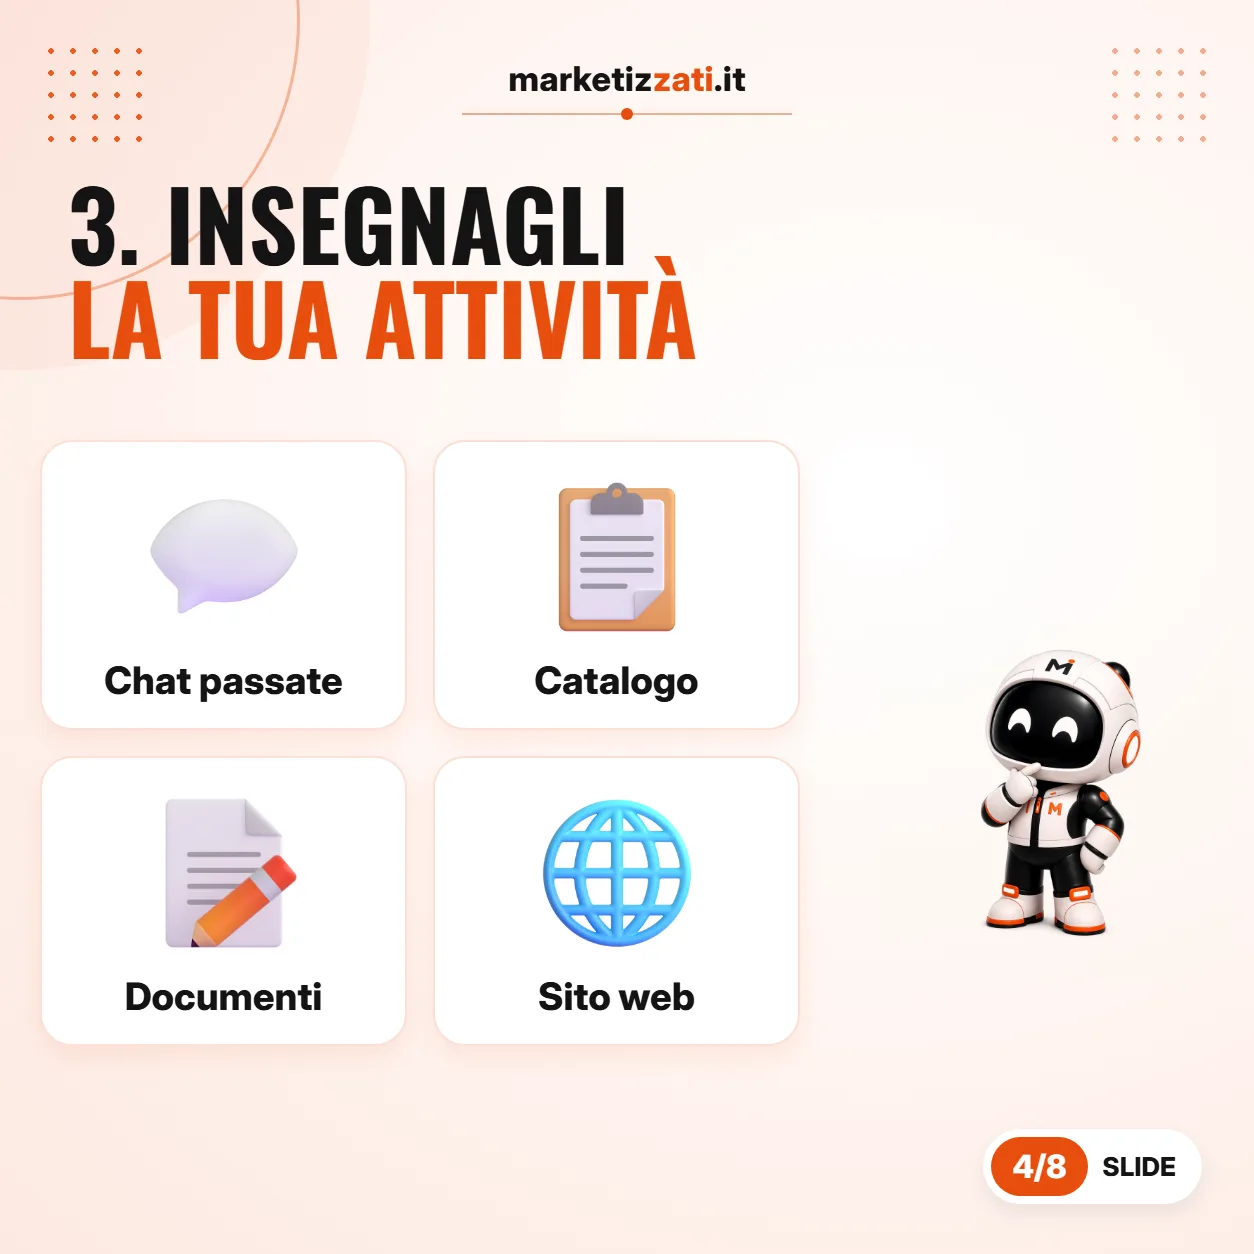 marketizzati.it
3. INSEGNAGLI
LA TUA ATTIVITÀ
Chat passate
Catalogo
Documenti
Sito web
M
M
4/8 SLIDE